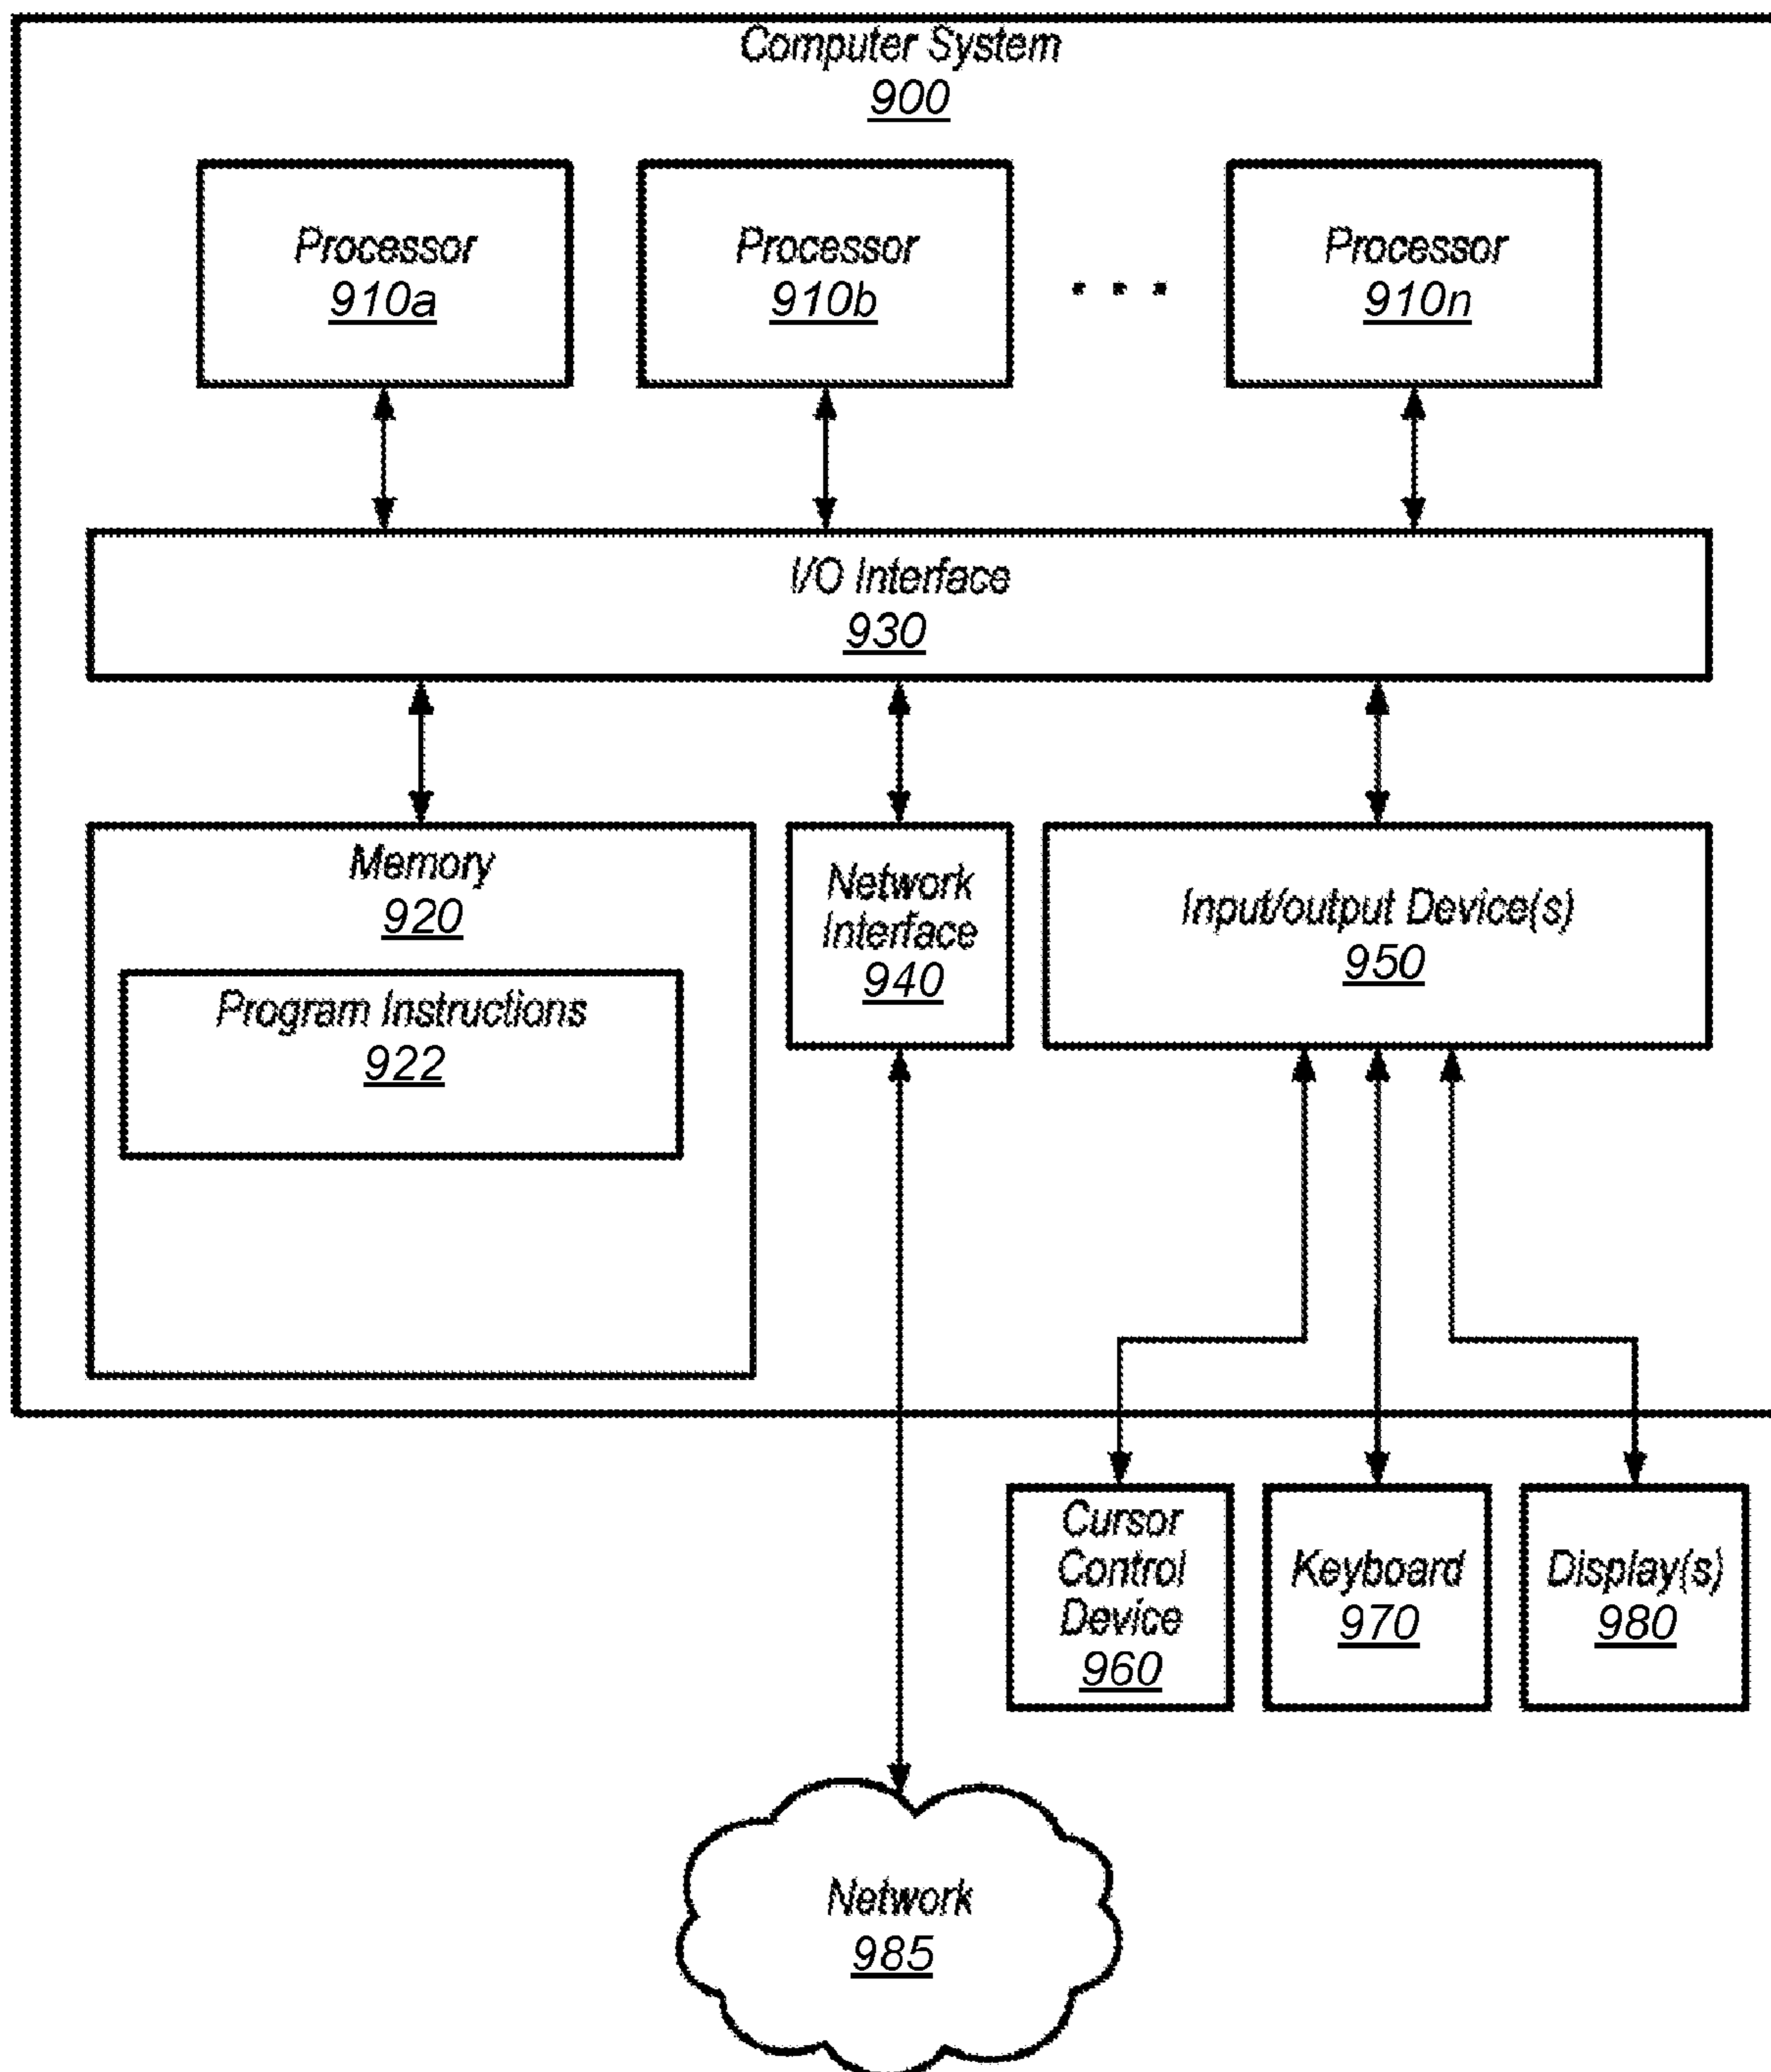 Computer System
900
Processor
910a
Processor
910b
...
Processor
910n
I/O Interface
930
Memory
920
Program Instructions
922
Network
Interface
940
Input/output Device(s)
950
Cursor
Control
Device
960
Keyboard
970
Display(s)
980
Network
985